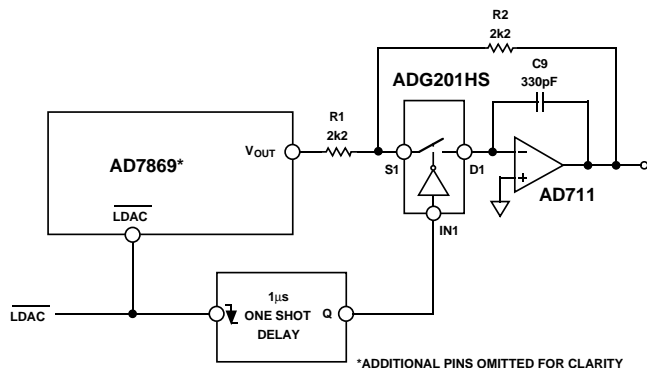 R2
2k2
C9
330pF
ADG201HS
R1
2k2
VOUT
AD7869*
S1
D1
−
+
AD711
LDAC
IN1
1μs
ONE SHOT
DELAY
Q
LDAC
*ADDITIONAL PINS OMITTED FOR CLARITY